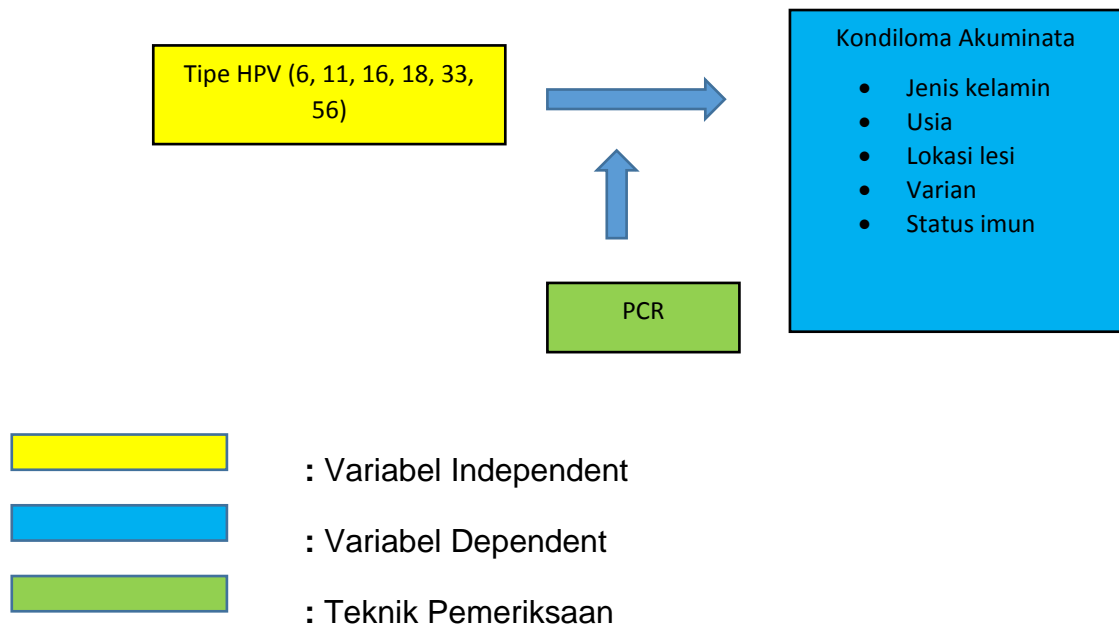 Tipe HPV (6, 11, 16, 18, 33,
56)
Kondiloma Akuminata
• Jenis kelamin
• Usia
• Lokasi lesi
• Varian
• Status imun
PCR
: Variabel Independent
: Variabel Dependent
: Teknik Pemeriksaan